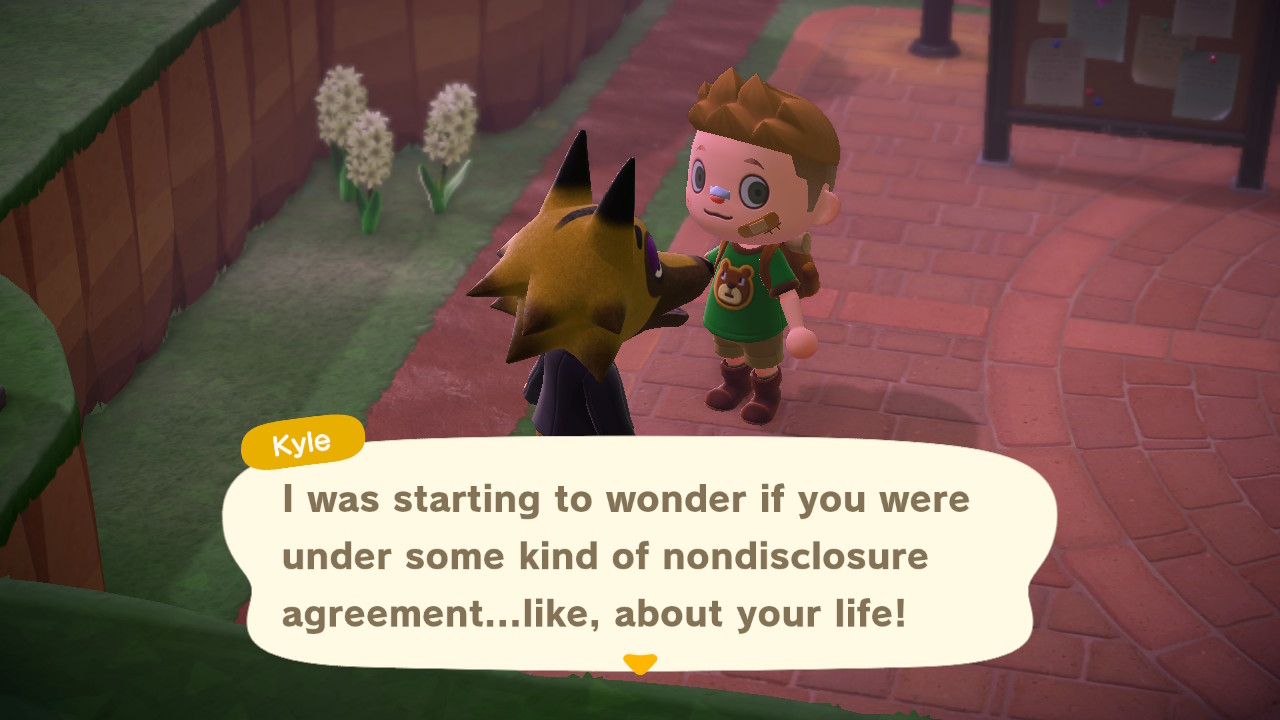 Kyle
I was starting to wonder if you were
under some kind of nondisclosure
agreement...like, about your life!